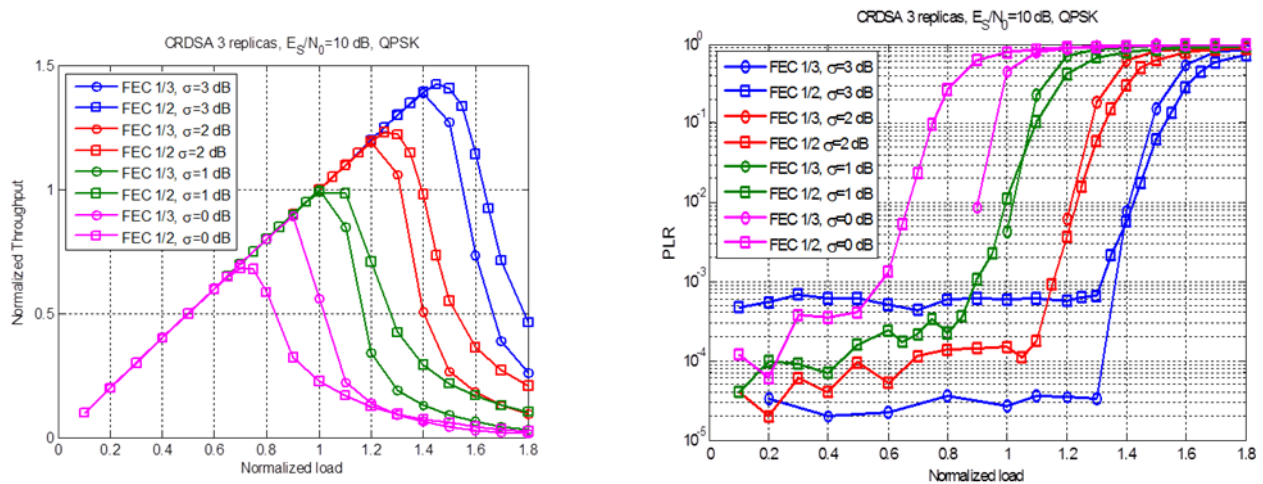 CRDSA 3 replicas, E_S/N_0=10 dB, QPSK
1.5
1
0.5
0
Normalized Throughput
FEC 1/3, σ=3 dB
FEC 1/2, σ=3 dB
FEC 1/3, σ=2 dB
FEC 1/2 σ=2 dB
FEC 1/3, σ=1 dB
FEC 1/2, σ=1 dB
FEC 1/3, σ=0 dB
FEC 1/2, σ=0 dB
0 0.2 0.4 0.6 0.8 1 1.2 1.4 1.6 1.8
Normalized load
CRDSA 3 replicas, E_S/N_0=10 dB, QPSK
10^0
10^-1
10^-2
10^-3
10^-4
10^-5
PLR
FEC 1/3, σ=3 dB
FEC 1/2, σ=3 dB
FEC 1/3, σ=2 dB
FEC 1/2 σ=2 dB
FEC 1/3, σ=1 dB
FEC 1/2, σ=1 dB
FEC 1/3, σ=0 dB
FEC 1/2, σ=0 dB
0 0.2 0.4 0.6 0.8 1 1.2 1.4 1.6 1.8
Normalized load